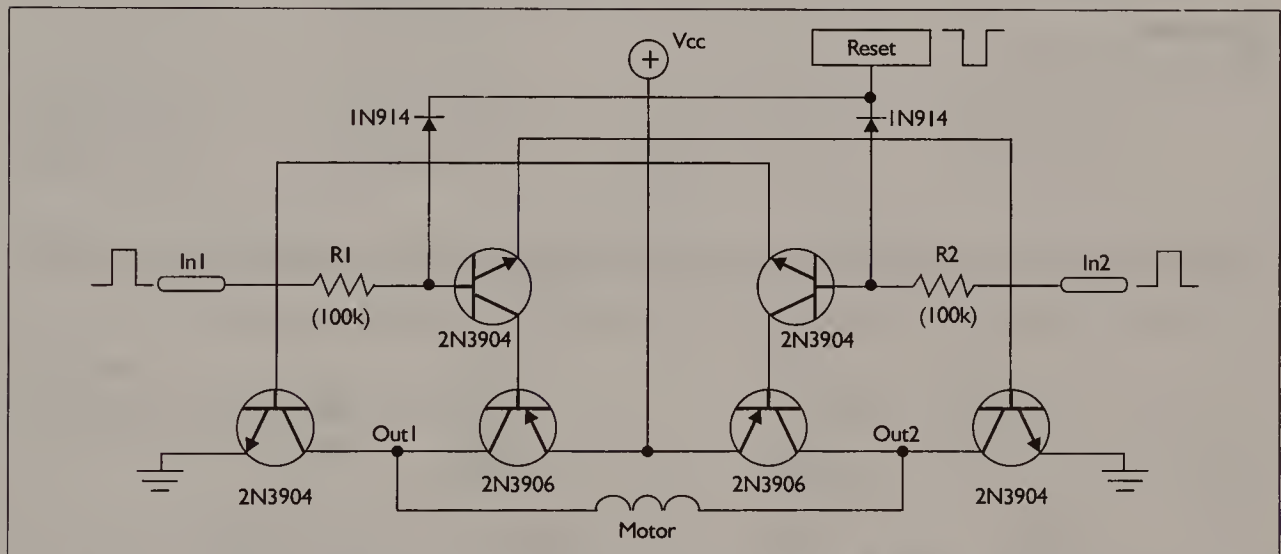 Vcc
+
Reset
1N914
1N914
In1
R1
(100k)
2N3904
R2
(100k)
In2
2N3904
Out1
Out2
2N3904
2N3906
2N3906
2N3904
Motor